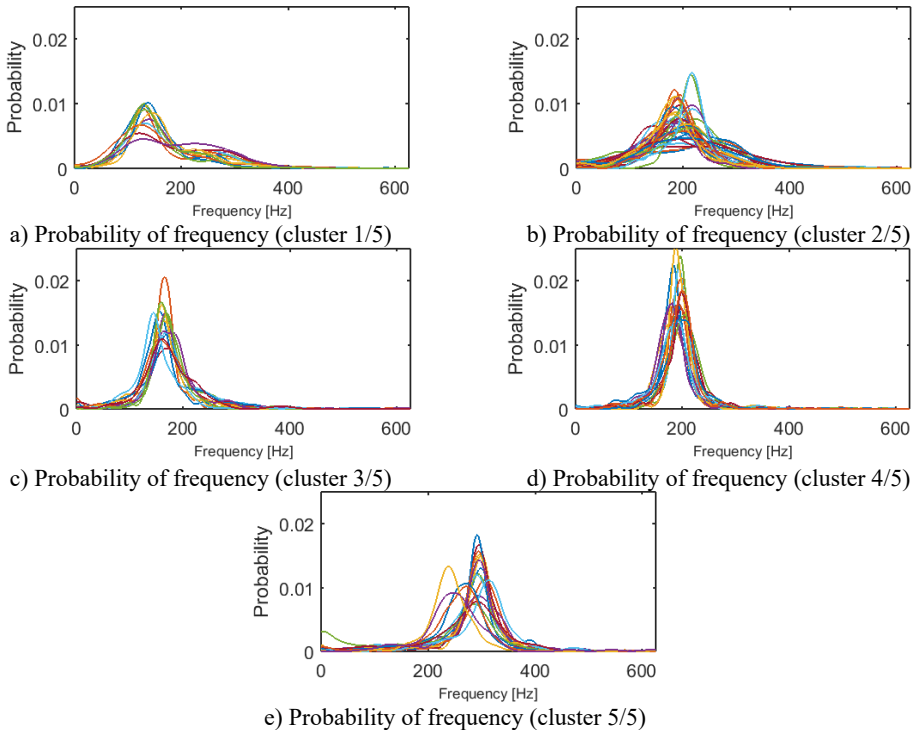 0.02
0.01
0
Probability
0 200 400 600
Frequency [Hz]
a) Probability of frequency (cluster 1/5)
0.02
0.01
0
Probability
0 200 400 600
Frequency [Hz]
b) Probability of frequency (cluster 2/5)
0.02
0.01
0
Probability
0 200 400 600
Frequency [Hz]
c) Probability of frequency (cluster 3/5)
0.02
0.01
0
Probability
0 200 400 600
Frequency [Hz]
d) Probability of frequency (cluster 4/5)
0.02
0.01
0
Probability
0 200 400 600
Frequency [Hz]
e) Probability of frequency (cluster 5/5)